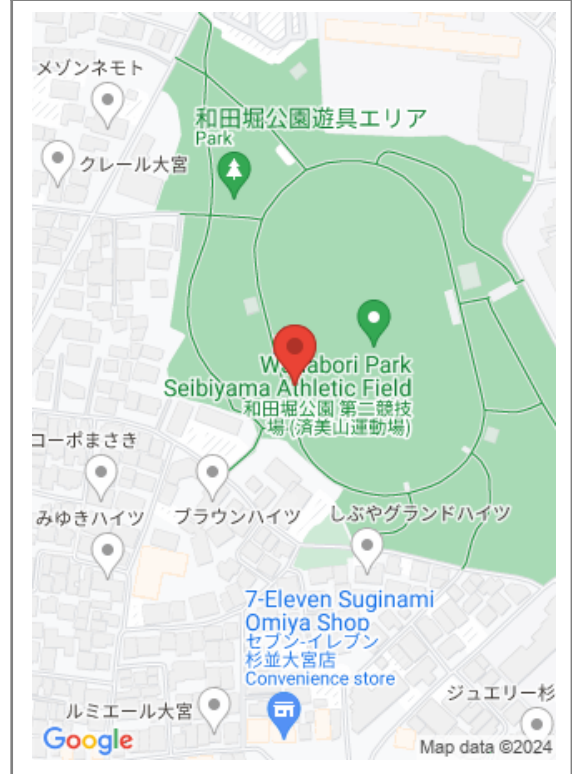 メゾンネモト
和田堀公園遊具エリア
Park
クレール大宮
Park
Seibiyama Athletic Field
和田堀公園 第二競技
場 (済美山運動場)
コーポまさき
みゆきハイツ
ブラウンハイツ
しぶやグランドハイツ
7-Eleven Suginami
Omiya Shop
セブン-イレブン
杉並大宮店
Convenience store
ジュエリー杉
ルミエール大宮
Google
Map data ©2024